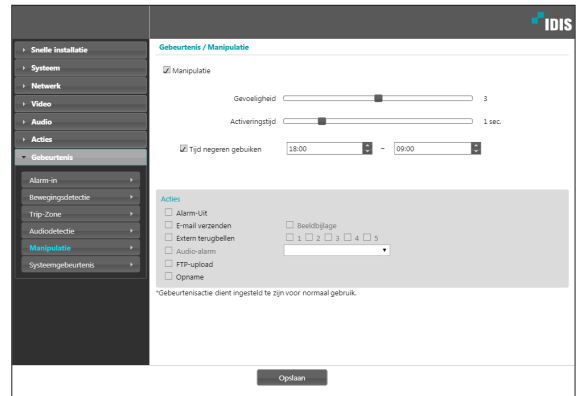 IDIS
Snelle installatie
Systeem
Netwerk
Video
Audio
Acties
Gebeurtenis
Alarm-in
Bewegingsdetectie
Trip-Zone
Audiodetectie
Manipulatie
Systeemgebeurtenis
Gebeurtenis / Manipulatie
Manipulatie
Gevoeligheid 3
Activeringstijd 1 sec.
Tijd negeren gebuiken 18:00 ~ 09:00
Acties
Alarm-Uit
E-mail verzenden Beeldbijlage
Extern terugbellen 1 2 3 4 5
Audio-alarm
FTP-upload
Opname
*Gebeurtenisactie dient ingesteld te zijn voor normaal gebruik.
Opslaan